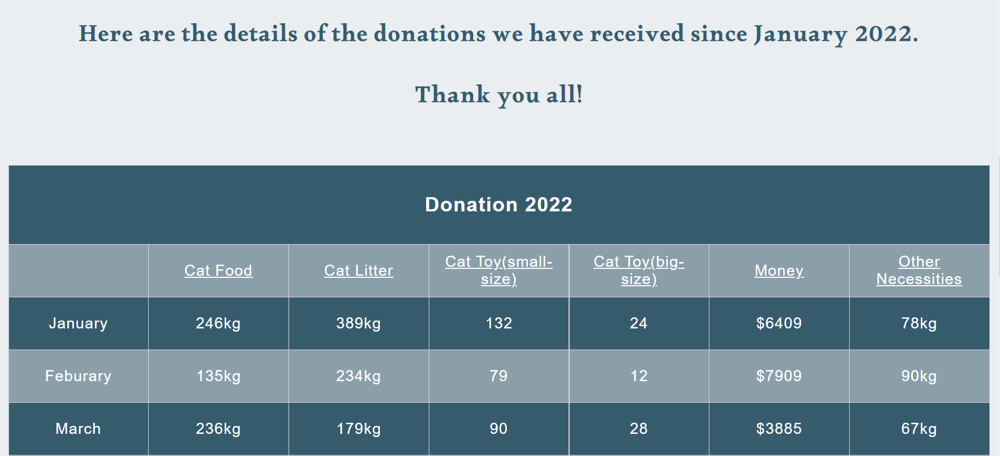 Here are the details of the donations we have received since January 2022.
Thank you all!
Donation 2022
Cat Food Cat Litter Cat Toy(small-size) Cat Toy(big-size) Money Other Necessities
January 246kg 389kg 132 24 $6409 78kg
Feburary 135kg 234kg 79 12 $7909 90kg
March 236kg 179kg 90 28 $3885 67kg